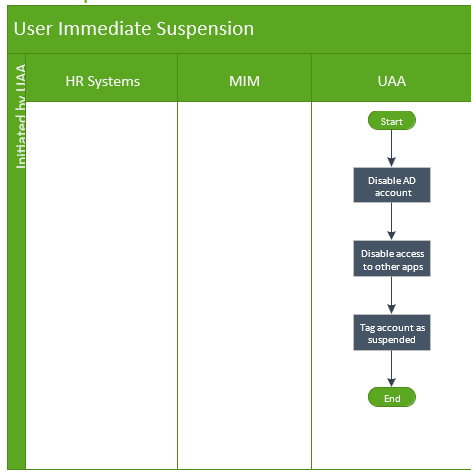 User Immediate Suspension
Initiated by UAA
HR Systems
MIM
UAA
Start
Disable AD
account
Disable access
to other apps
Tag account as
suspended
End